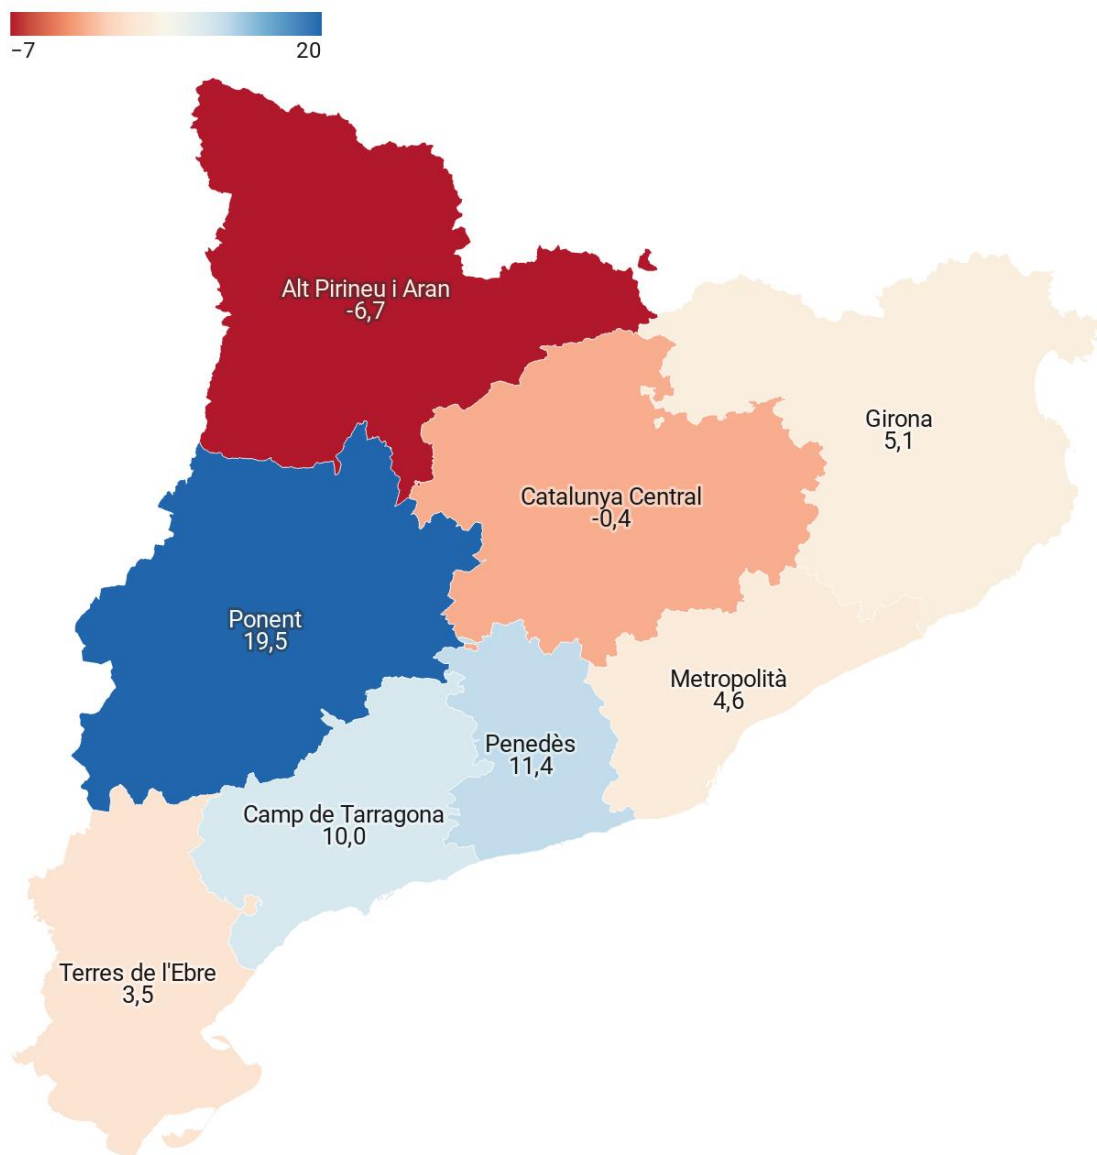 −7 20
Alt Pirineu i Aran
-6,7
Girona
5,1
Catalunya Central
-0,4
Ponent
19,5
Metropolità
4,6
Penedès
11,4
Camp de Tarragona
10,0
Terres de l'Ebre
3,5